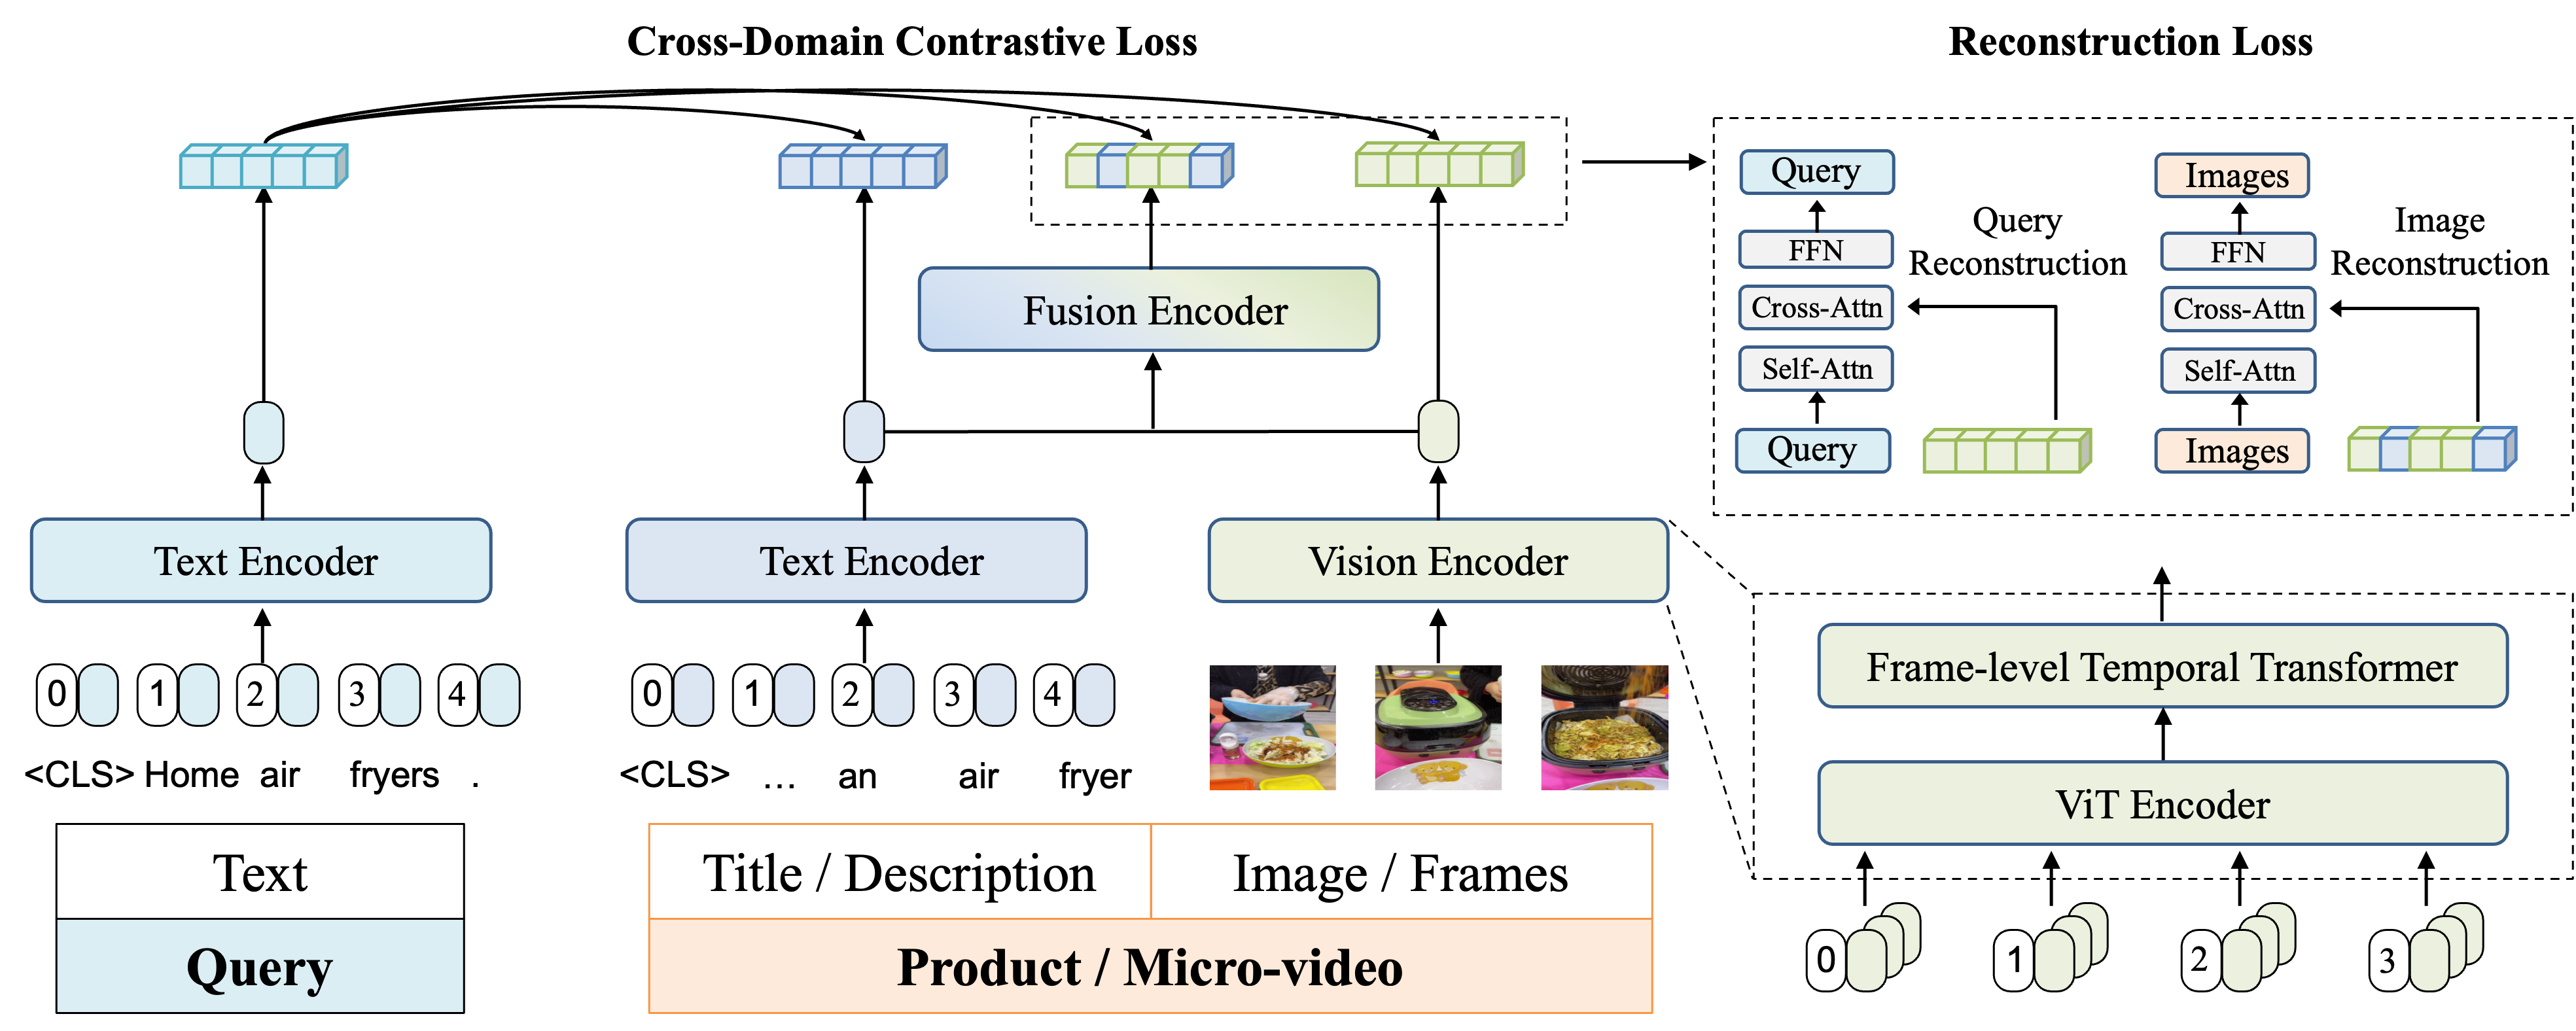 Cross-Domain Contrastive Loss
Fusion Encoder
Text Encoder
Text Encoder
Vision Encoder
0 1 2 3 4
<CLS> Home air fryers .
0 1 2 3 4
<CLS> ... an air fryer
Text
Query
Title / Description
Image / Frames
Product / Micro-video
Reconstruction Loss
Query
FFN
Cross-Attn
Self-Attn
Query
Query
Reconstruction
Images
FFN
Cross-Attn
Self-Attn
Images
Image
Reconstruction
Frame-level Temporal Transformer
ViT Encoder
0 1 2 3